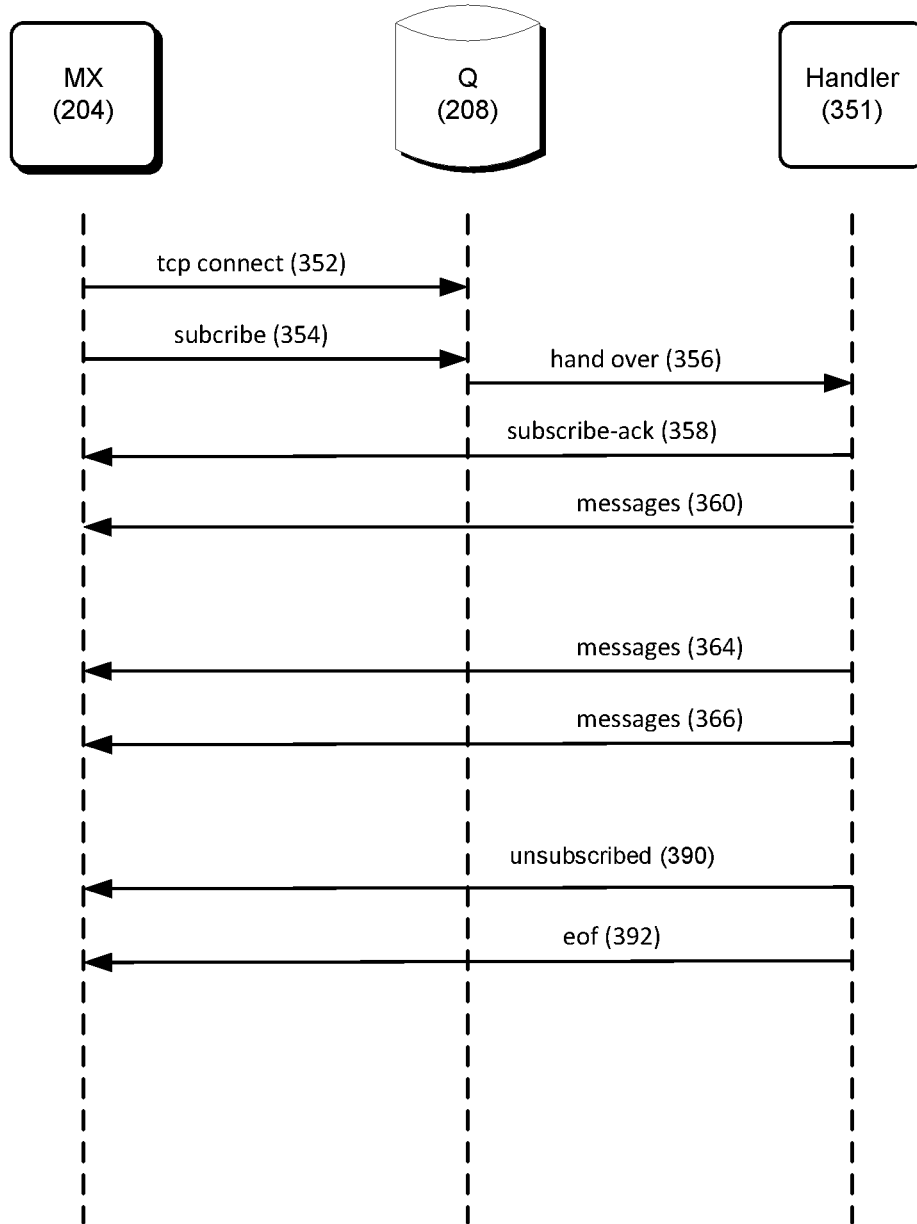 MX
(204)
Q
(208)
Handler
(351)
tcp connect (352)
subcribe (354)
hand over (356)
subscribe-ack (358)
messages (360)
messages (364)
messages (366)
unsubscribed (390)
eof (392)